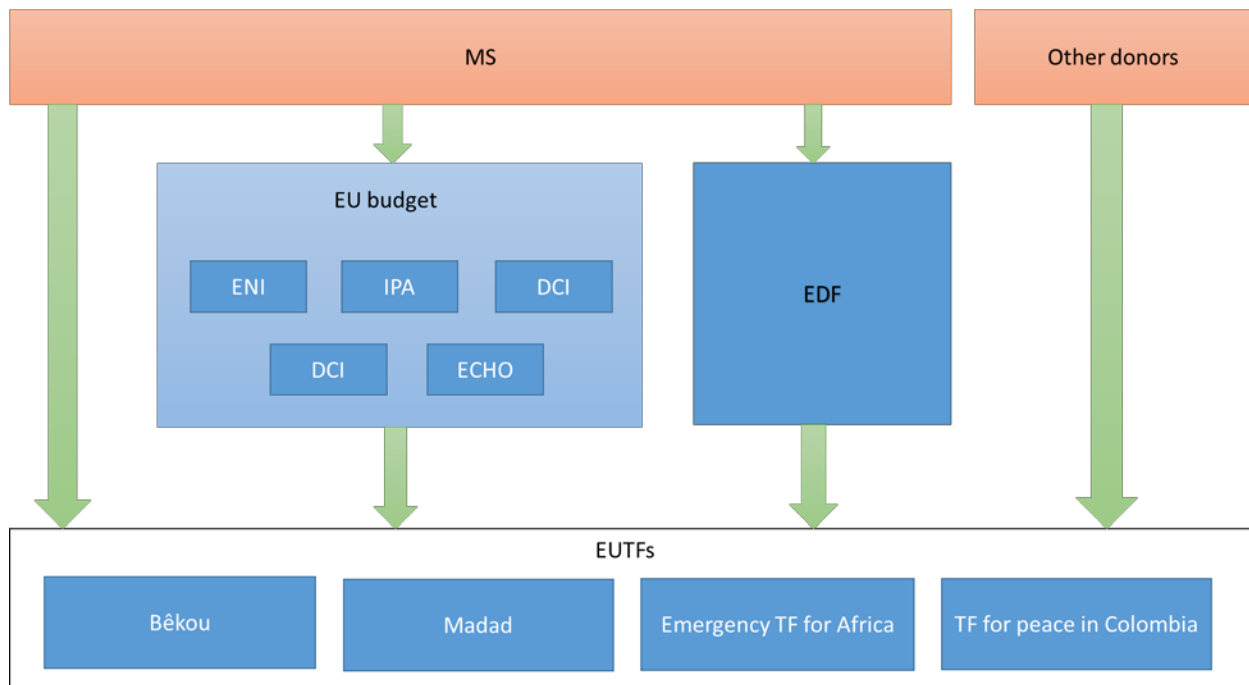 MS
Other donors
EU budget
ENI
IPA
DCI
DCI
ECHO
EDF
EUTFs
Bêkou
Madad
Emergency TF for Africa
TF for peace in Colombia